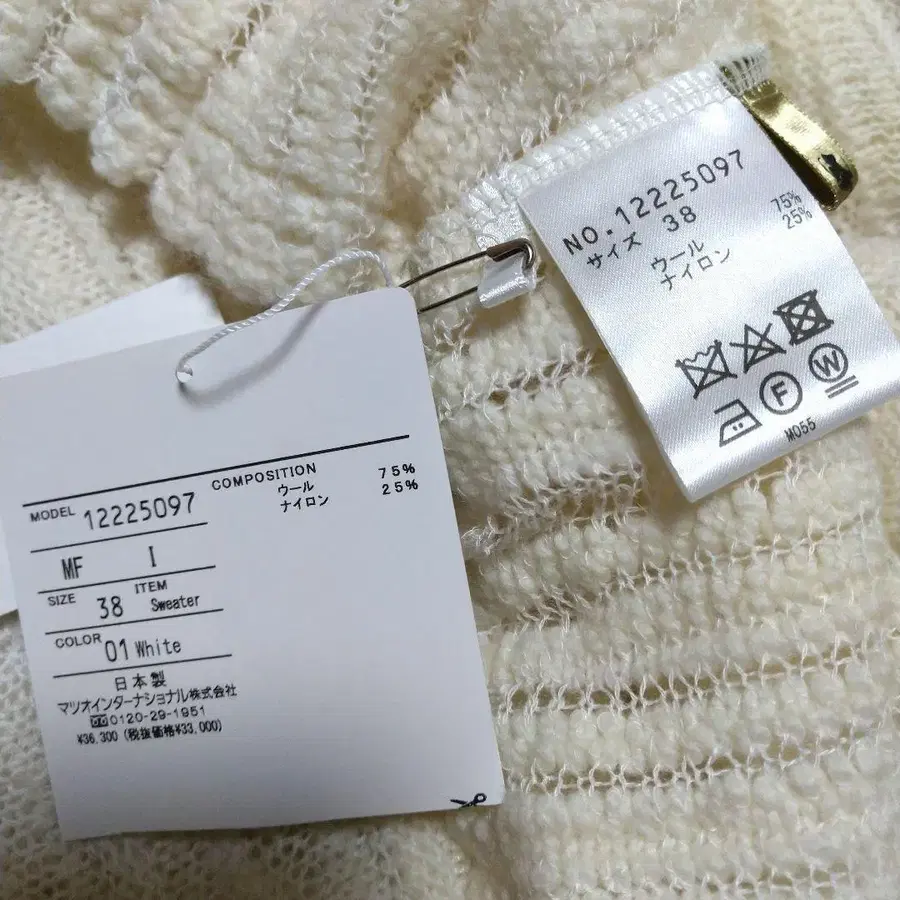 MODEL 12225097
MF I
SIZE 38 ITEM Sweater
COLOR 01 White
日本製
マツオインターナショナル株式会社
0120-29-1951
¥36,300 (税抜価格¥33,000)
COMPOSITION
ウール 75%
ナイロン 25%
NO.12225097
サイズ 38
ウール 75%
ナイロン 25%
F W
M055